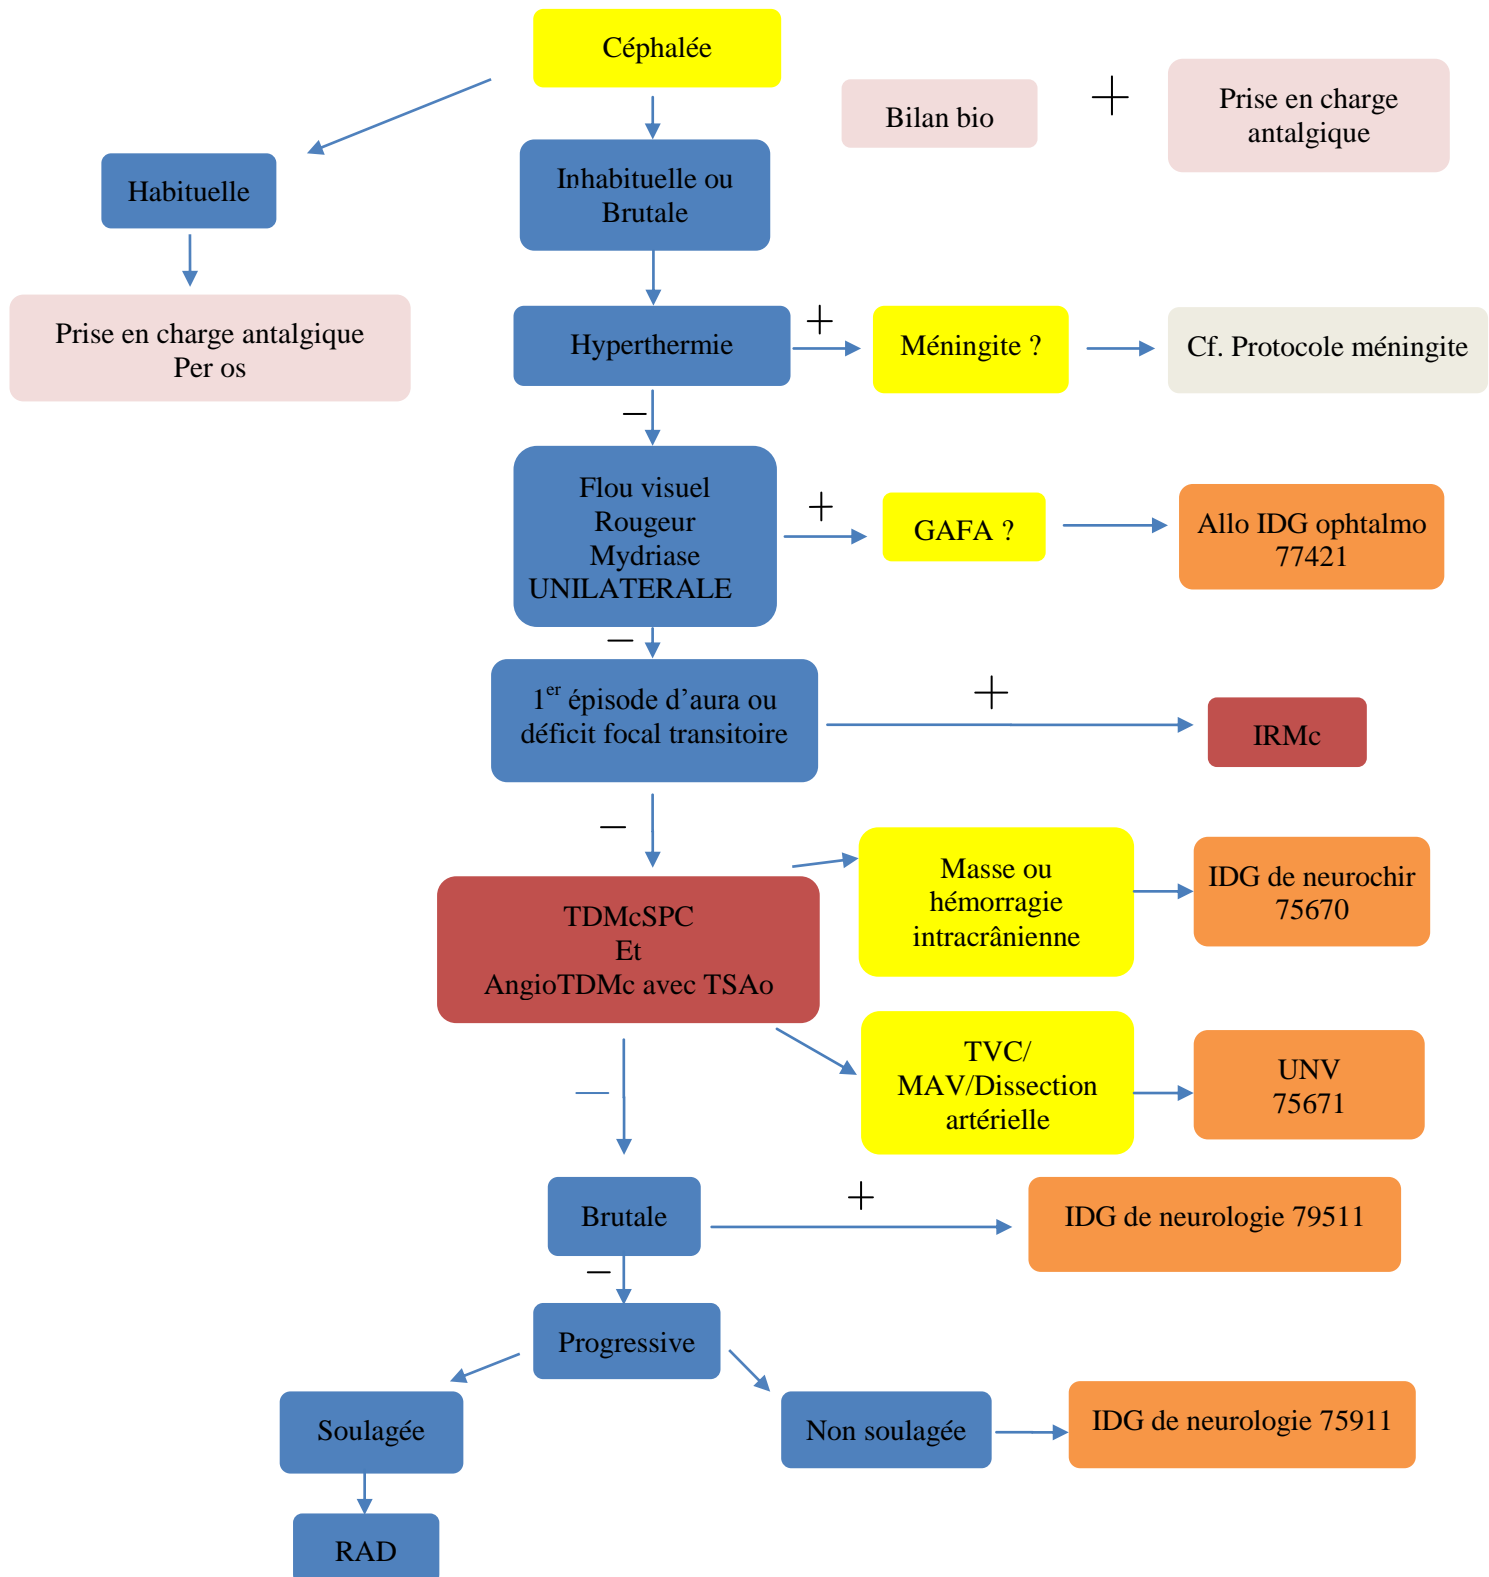 Céphalée
Bilan bio
+
Prise en charge
antalgique
Habituelle
Inhabituelle ou
Brutale
Prise en charge antalgique
Per os
Hyperthermie
+
Méningite ?
Cf. Protocole méningite
–
Flou visuel
Rougeur
Mydriase
UNILATERALE
+
GAFA ?
Allo IDG ophtalmo
77421
–
1er épisode d’aura ou
déficit focal transitoire
+
IRMc
–
TDMcSPC
Et
AngioTDMc avec TSAo
Masse ou
hémorragie
intracrânienne
IDG de neurochir
75670
TVC/
MAV/Dissection
artérielle
UNV
75671
–
Brutale
+
IDG de neurologie 79511
–
Progressive
Soulagée
Non soulagée
IDG de neurologie 75911
RAD